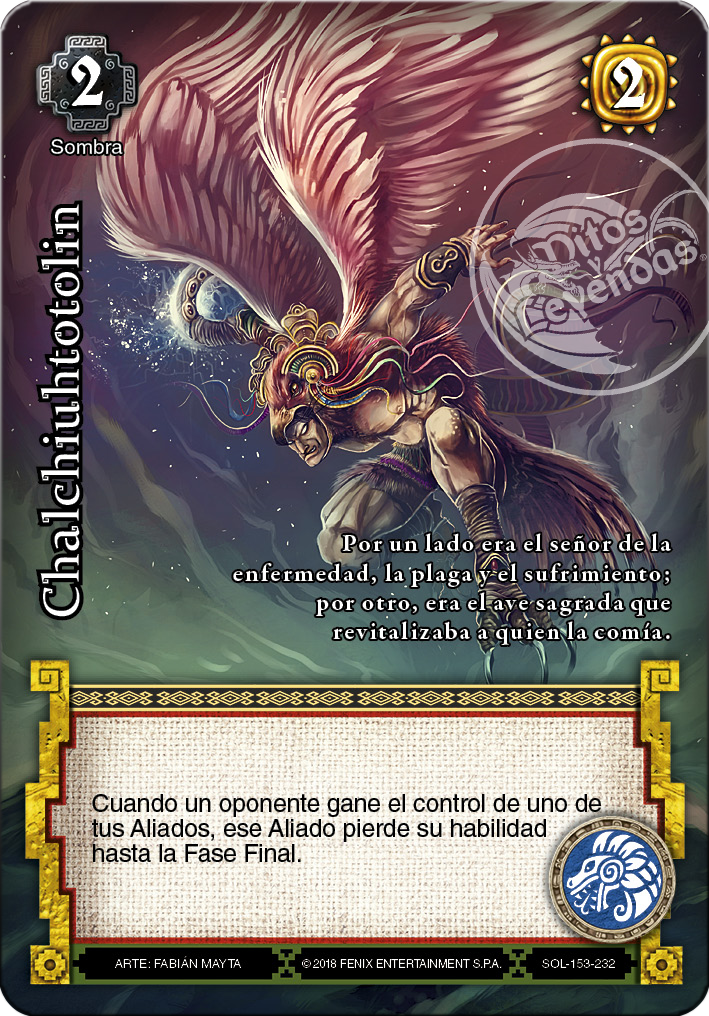 2
2
Sombra
Mitos
y
Leyendas
Chalchiuhtotolin
Por un lado era el señor de la
enfermedad, la plaga y el sufrimiento;
por otro, era el ave sagrada que
revitalizaba a quien la comía.
Cuando un oponente gane el control de uno de
tus Aliados, ese Aliado pierde su habilidad
hasta la Fase Final.
ARTE: FABIÁN MAYTA
©2018 FENIX ENTERTAINMENT S.P.A.
SOL-153-232